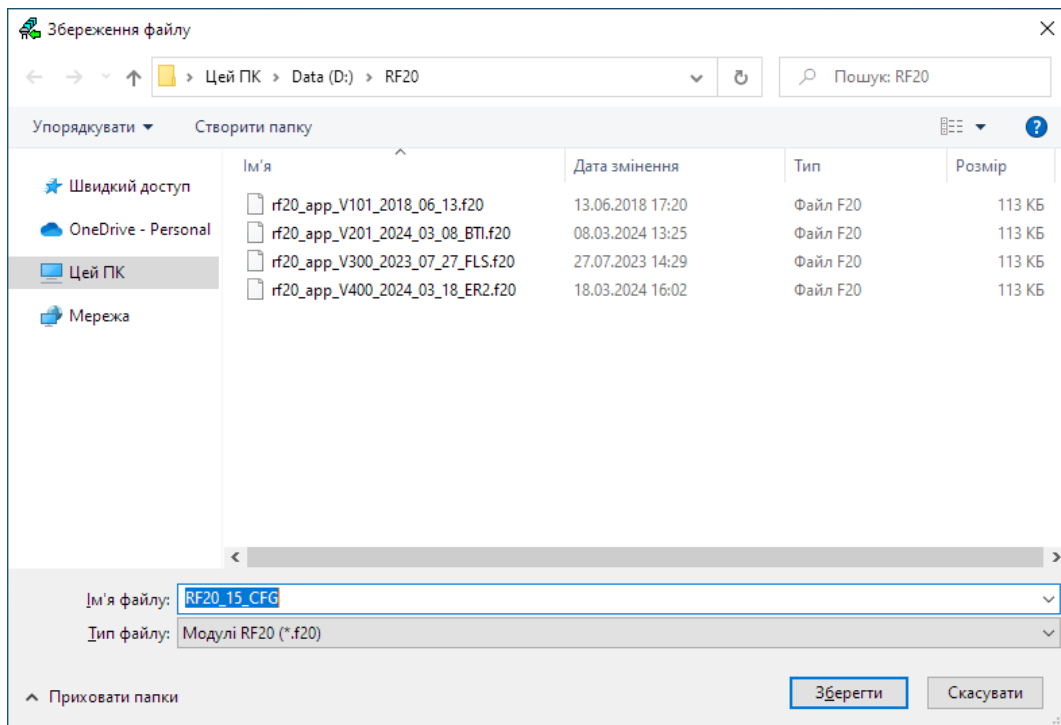 Збереження файлу
Цей ПК > Data (D:) > RF20
Пошук: RF20
Упорядкувати Створити папку
Ім'я Дата змінення Тип Розмір
Швидкий доступ
OneDrive - Personal
Цей ПК
Мережа
rf20_app_V101_2018_06_13.f20 13.06.2018 17:20 Файл F20 113 КБ
rf20_app_V201_2024_03_08_BTI.f20 08.03.2024 13:25 Файл F20 113 КБ
rf20_app_V300_2023_07_27_FLS.f20 27.07.2023 14:29 Файл F20 113 КБ
rf20_app_V400_2024_03_18_ER2.f20 18.03.2024 16:02 Файл F20 113 КБ
Ім'я файлу: RF20_15_CFG
Тип файлу: Модулі RF20 (*.f20)
Приховати папки
Зберегти Скасувати